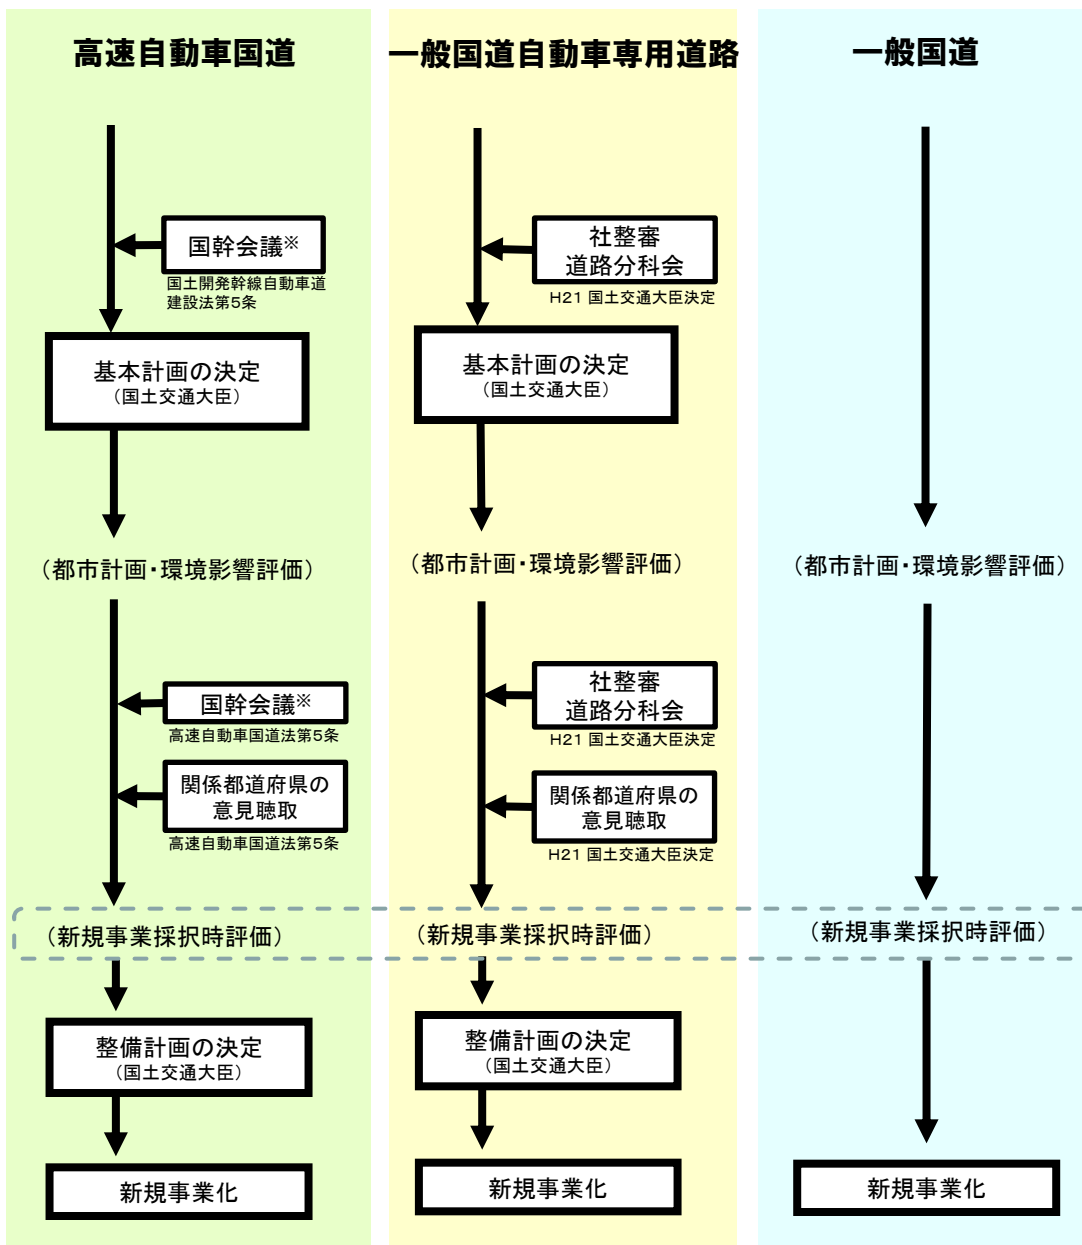 高速自動車国道
国幹会議※
国土開発幹線自動車道
建設法第5条
基本計画の決定
(国土交通大臣)
(都市計画・環境影響評価)
国幹会議※
高速自動車国道法第5条
関係都道府県の
意見聴取
高速自動車国道法第5条
(新規事業採択時評価)
整備計画の決定
(国土交通大臣)
新規事業化
一般国道自動車専用道路
社整審
道路分科会
H21 国土交通大臣決定
基本計画の決定
(国土交通大臣)
(都市計画・環境影響評価)
社整審
道路分科会
H21 国土交通大臣決定
関係都道府県の
意見聴取
H21 国土交通大臣決定
(新規事業採択時評価)
整備計画の決定
(国土交通大臣)
新規事業化
一般国道
(都市計画・環境影響評価)
(新規事業採択時評価)
新規事業化